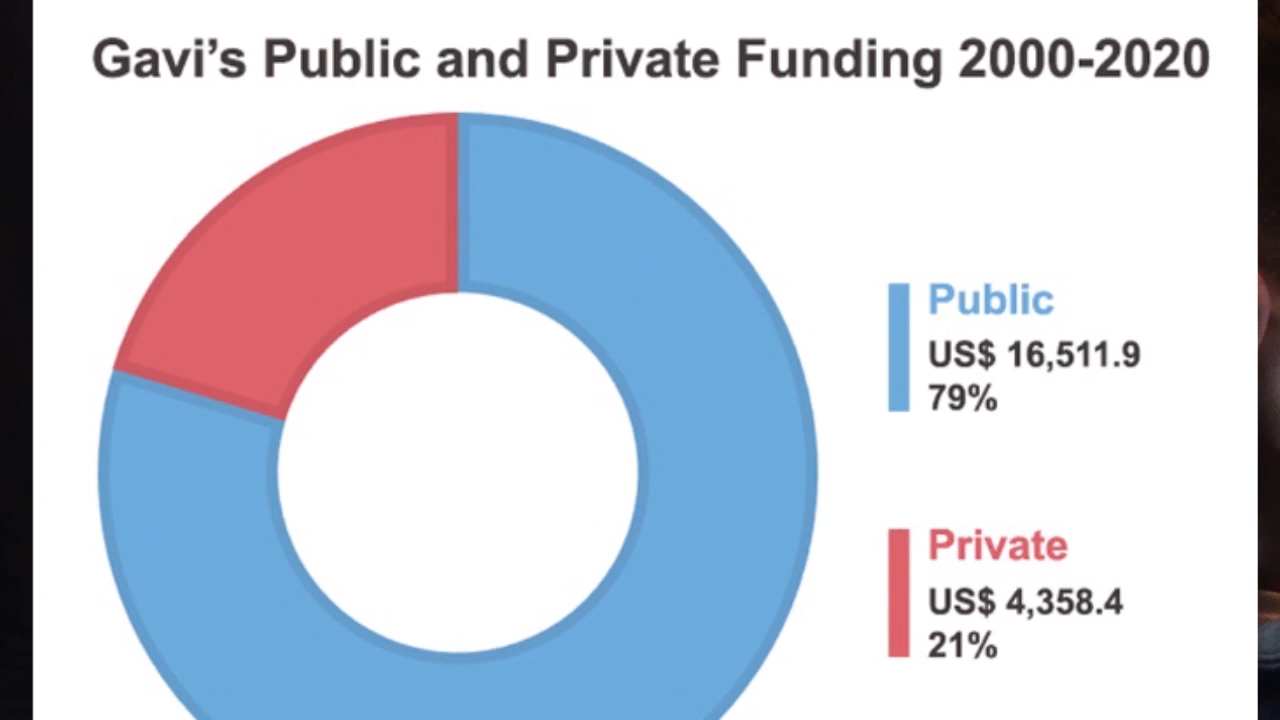 Gavi’s Public and Private Funding 2000-2020
Public
US$ 16,511.9
79%
Private
US$ 4,358.4
21%